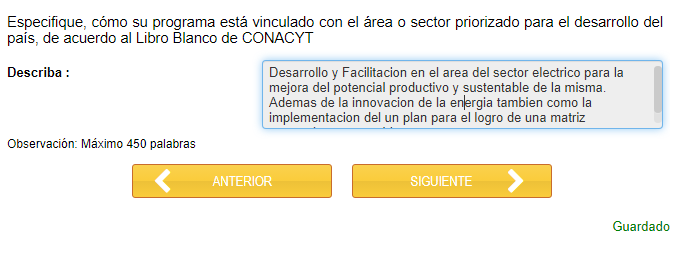 Especifique, cómo su programa está vinculado con el área o sector priorizado para el desarrollo del
país, de acuerdo al Libro Blanco de CONACYT
Describa :
Desarrollo y Facilitacion en el area del sector electrico para la
mejora del potencial productivo y sustentable de la misma.
Ademas de la innovacion de la energia tambien como la
implementacion del un plan para el logro de una matriz
Observación: Máximo 450 palabras
ANTERIOR
SIGUIENTE
Guardado